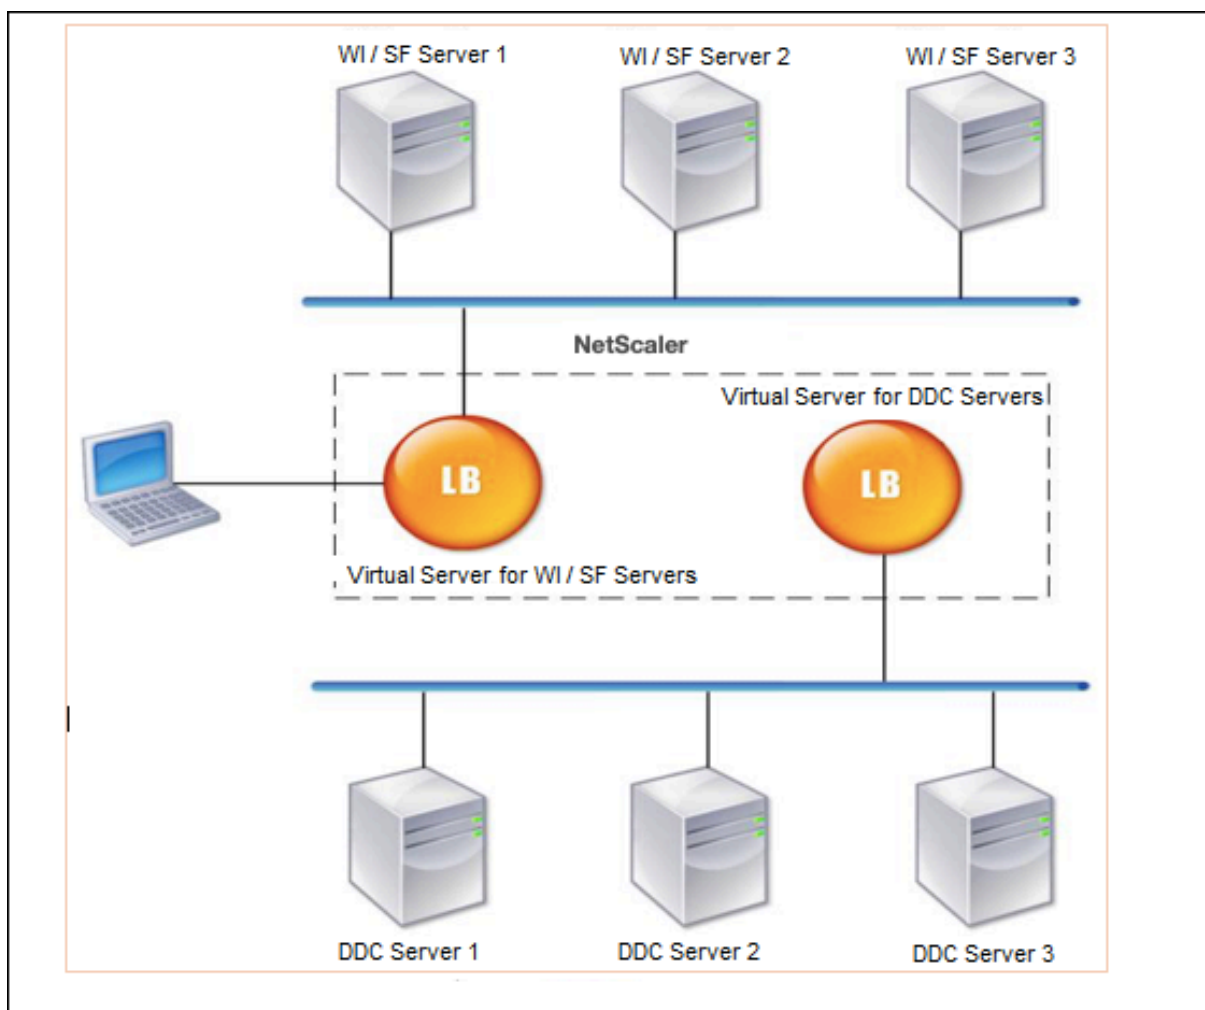 WI / SF Server 1
WI / SF Server 2
WI / SF Server 3
NetScaler
Virtual Server for DDC Servers
LB
LB
Virtual Server for WI / SF Servers
DDC Server 1
DDC Server 2
DDC Server 3